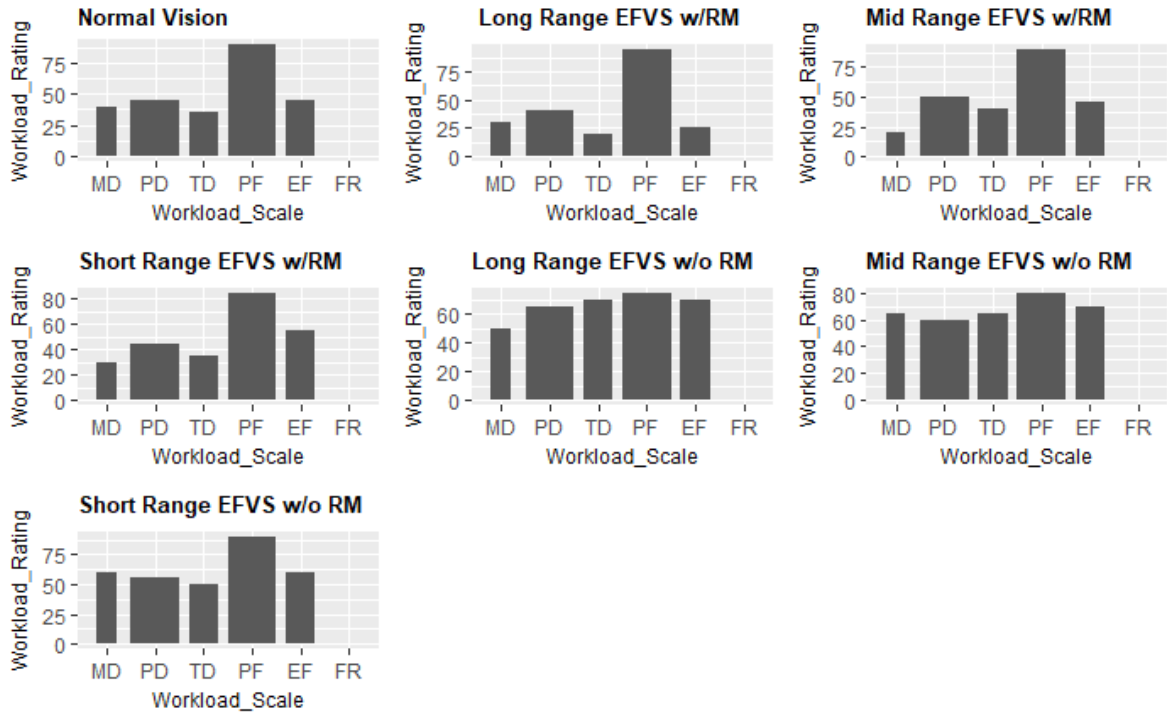 Normal Vision
Workload_Rating
75
50
25
0
MD PD TD PF EF FR
Workload_Scale
Long Range EFVS w/RM
Workload_Rating
75
50
25
0
MD PD TD PF EF FR
Workload_Scale
Mid Range EFVS w/RM
Workload_Rating
75
50
25
0
MD PD TD PF EF FR
Workload_Scale
Short Range EFVS w/RM
Workload_Rating
80
60
40
20
0
MD PD TD PF EF FR
Workload_Scale
Long Range EFVS w/o RM
Workload_Rating
60
40
20
0
MD PD TD PF EF FR
Workload_Scale
Mid Range EFVS w/o RM
Workload_Rating
80
60
40
20
0
MD PD TD PF EF FR
Workload_Scale
Short Range EFVS w/o RM
Workload_Rating
75
50
25
0
MD PD TD PF EF FR
Workload_Scale